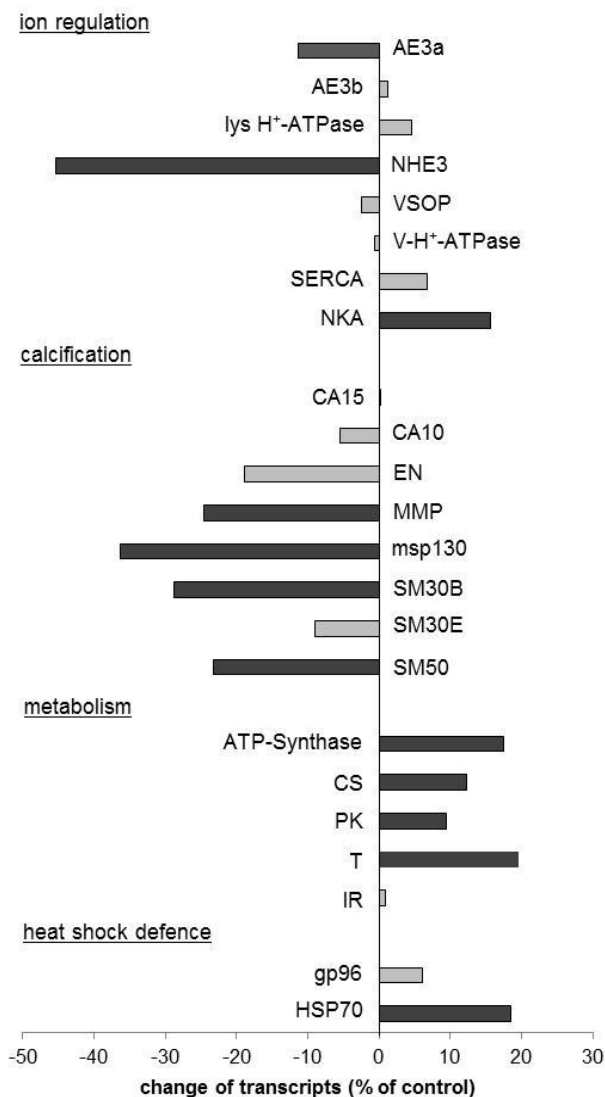 ion regulation
AE3a
AE3b
lys H⁺-ATPase
NHE3
VSOP
V-H⁺-ATPase
SERCA
NKA
calcification
CA15
CA10
EN
MMP
msp130
SM30B
SM30E
SM50
metabolism
ATP-Synthase
CS
PK
T
IR
heat shock defence
gp96
HSP70
-50 -40 -30 -20 -10 0 10 20 30
change of transcripts (% of control)